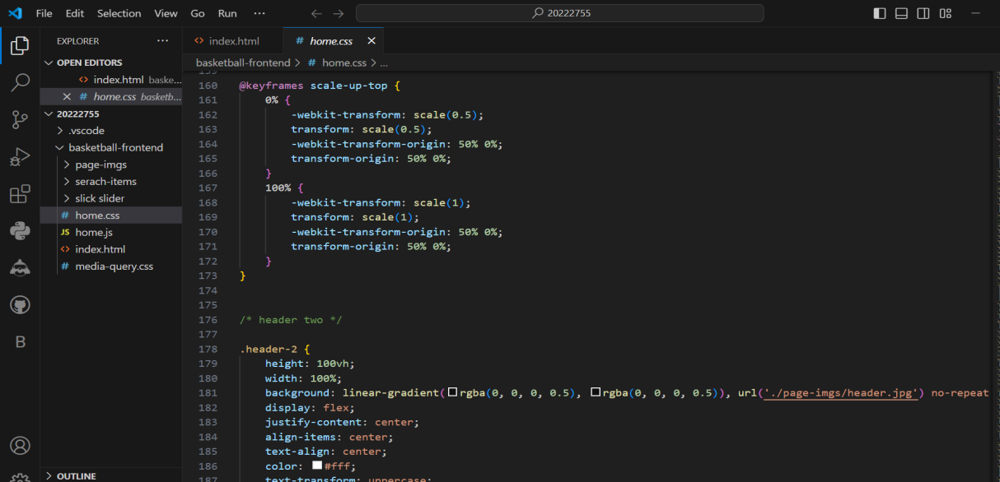 File Edit Selection View Go Run ··· 20222755
EXPLORER ···
OPEN EDITORS
index.html baske...
home.css basketb...
20222755
.vscode
basketball-frontend
page-imgs
serach-items
slick slider
# home.css
JS home.js
index.html
# media-query.css
OUTLINE
B
index.html # home.css
basketball-frontend > # home.css > ...
159
160 @keyframes scale-up-top {
161 0% {
162 -webkit-transform: scale(0.5);
163 transform: scale(0.5);
164 -webkit-transform-origin: 50% 0%;
165 transform-origin: 50% 0%;
166 }
167 100% {
168 -webkit-transform: scale(1);
169 transform: scale(1);
170 -webkit-transform-origin: 50% 0%;
171 transform-origin: 50% 0%;
172 }
173 }
174
175
176 /* header two */
177
178 .header-2 {
179 height: 100vh;
180 width: 100%;
181 background: linear-gradient(rgba(0, 0, 0, 0.5), rgba(0, 0, 0, 0.5)), url('./page-imgs/header.jpg') no-repeat
182 display: flex;
183 justify-content: center;
184 align-items: center;
185 text-align: center;
186 color: #fff;
187 text-transform: uppercase;